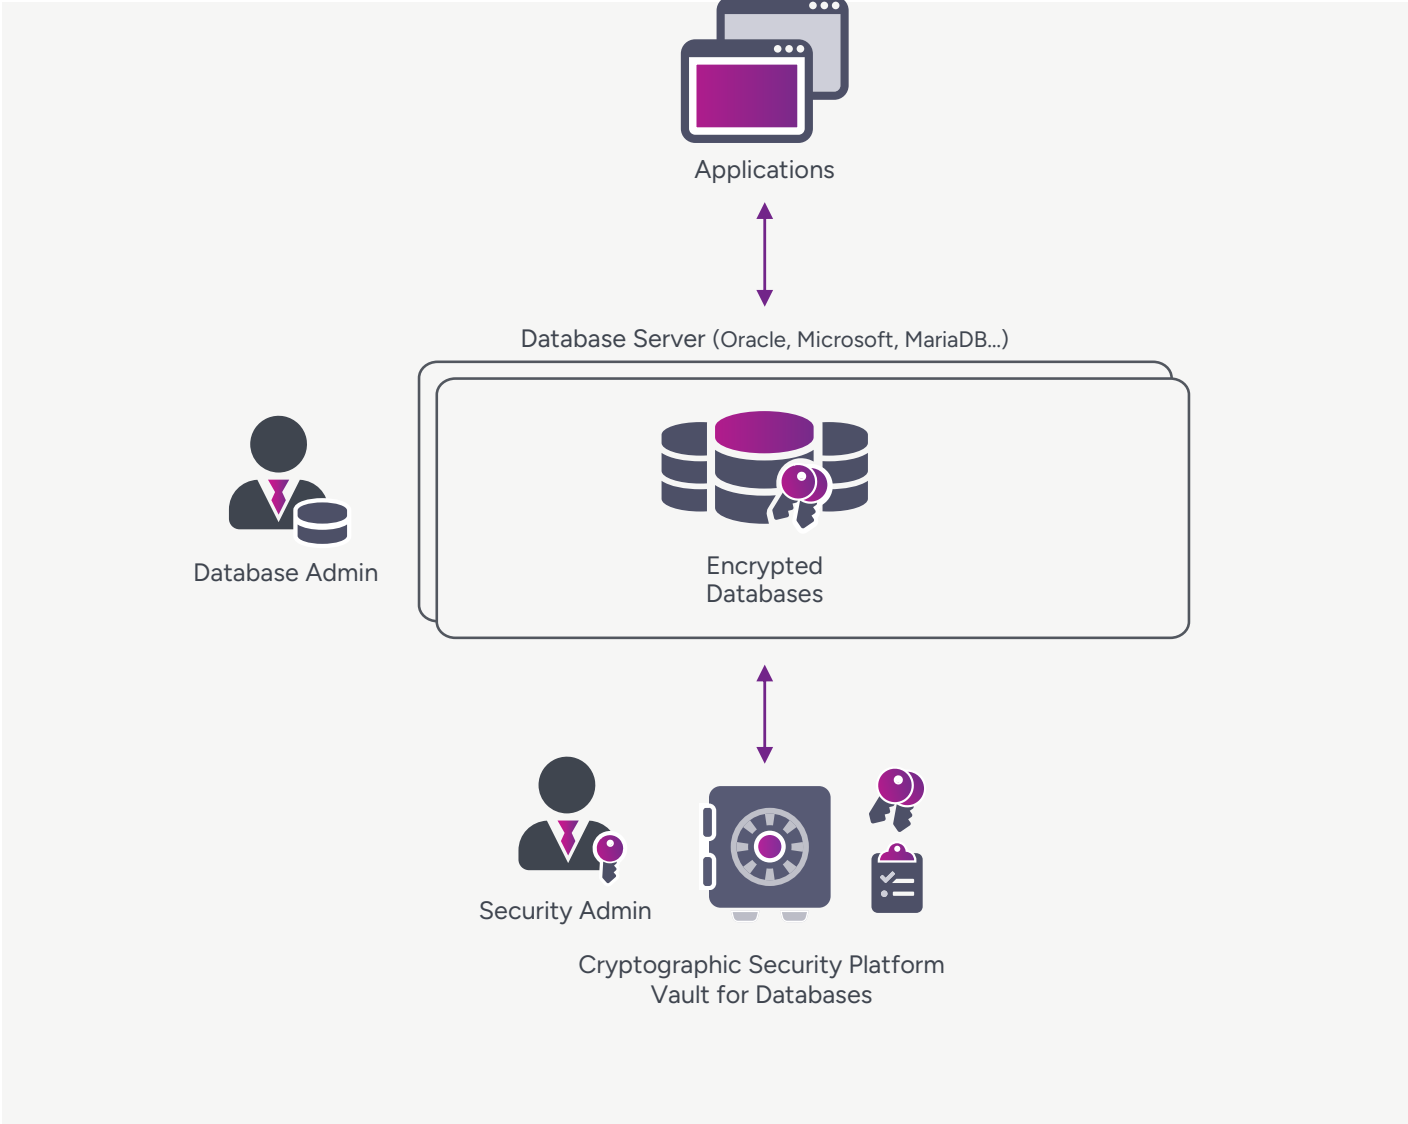 Applications
Database Server (Oracle, Microsoft, MariaDB...)
Database Admin
Encrypted
Databases
Security Admin
Cryptographic Security Platform
Vault for Databases